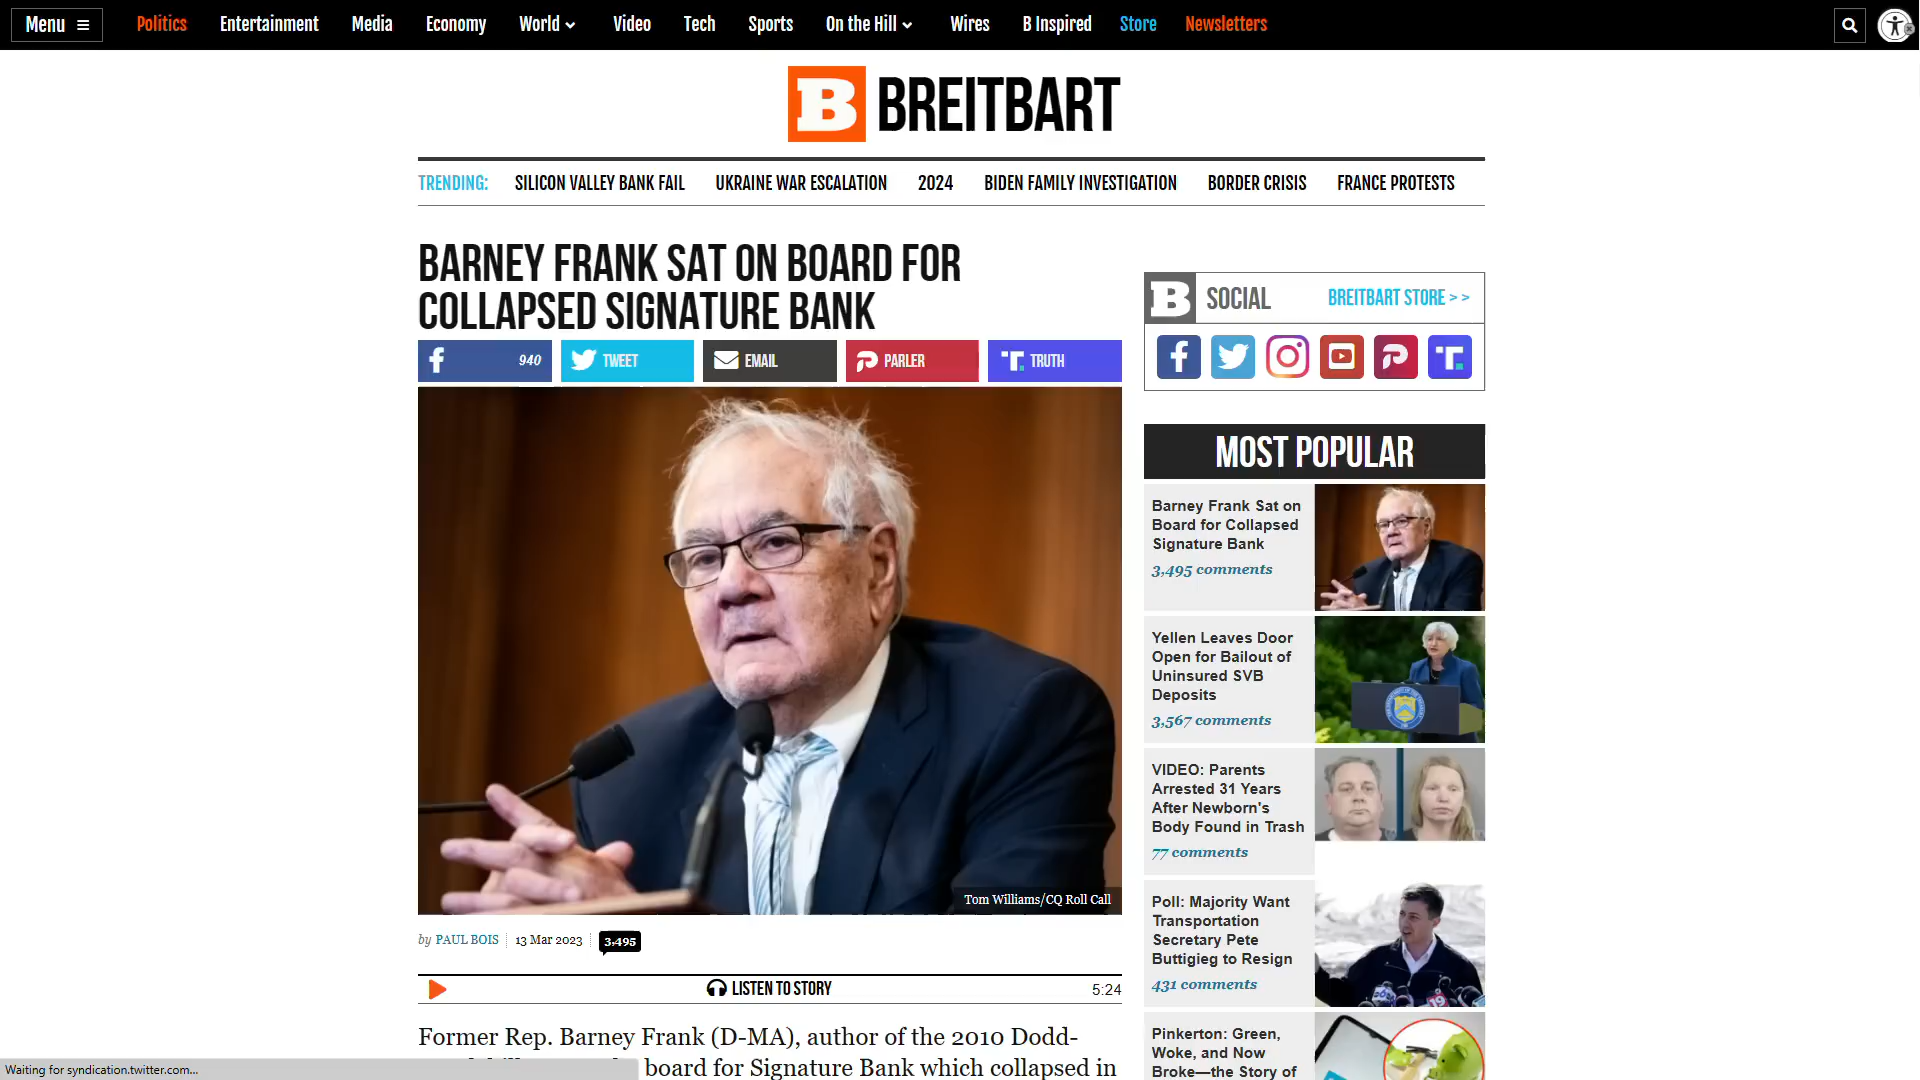 Menu
Politics
Entertainment
Media
Economy
World
Video
Tech
Sports
On the Hill
Wires
B Inspired
Store
Newsletters
B BREITBART
TRENDING:
SILICON VALLEY BANK FAIL
UKRAINE WAR ESCALATION
2024
BIDEN FAMILY INVESTIGATION
BORDER CRISIS
FRANCE PROTESTS
BARNEY FRANK SAT ON BOARD FOR
COLLAPSED SIGNATURE BANK
940
TWEET
EMAIL
PARLER
TRUTH
Tom Williams/CQ Roll Call
by PAUL BOIS
13 Mar 2023
3,495
LISTEN TO STORY
5:24
Former Rep. Barney Frank (D-MA), author of the 2010 Dodd-
board for Signature Bank which collapsed in
Waiting for syndication.twitter.com...
B SOCIAL
BREITBART STORE > >
MOST POPULAR
Barney Frank Sat on
Board for Collapsed
Signature Bank
3,495 comments
Yellen Leaves Door
Open for Bailout of
Uninsured SVB
Deposits
3,567 comments
VIDEO: Parents
Arrested 31 Years
After Newborn's
Body Found in Trash
77 comments
Poll: Majority Want
Transportation
Secretary Pete
Buttigieg to Resign
431 comments
Pinkerton: Green,
Woke, and Now
Broke—the Story of